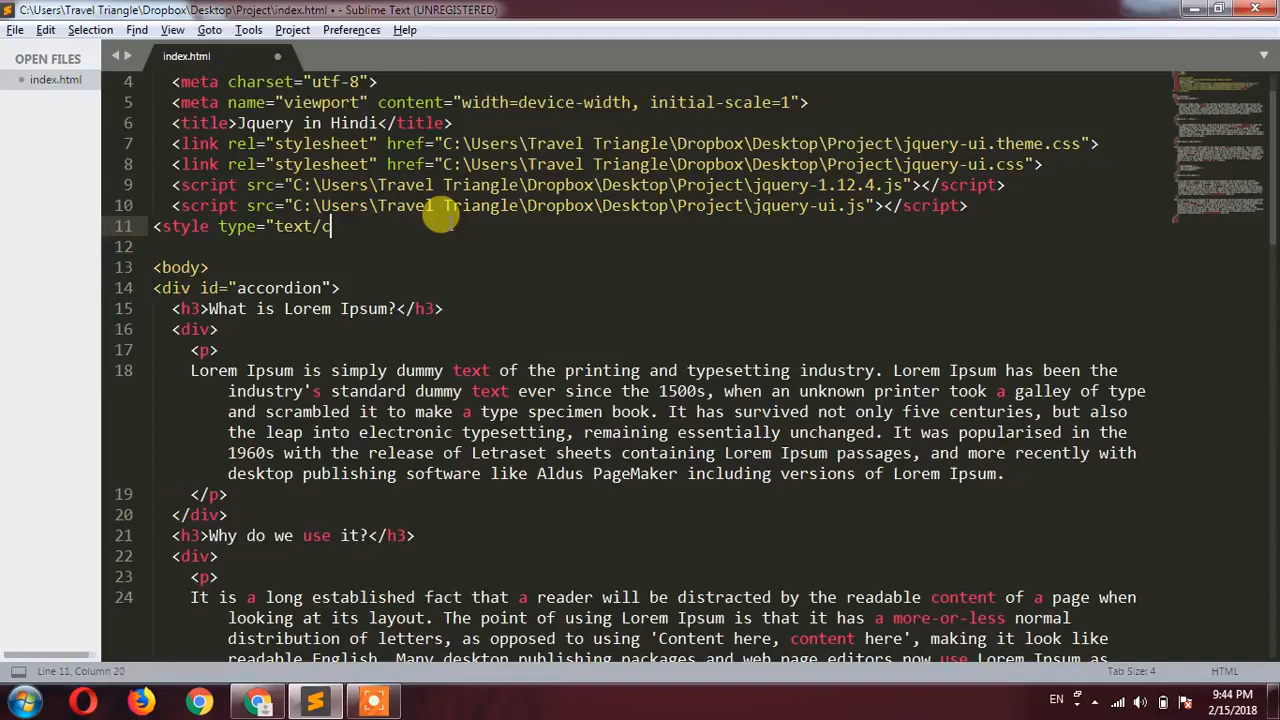 C:\Users\Travel Triangle\Dropbox\Desktop\Project\index.html • - Sublime Text (UNREGISTERED)
File Edit Selection Find View Goto Tools Project Preferences Help
OPEN FILES
index.html
index.html
4 <meta charset="utf-8">
5 <meta name="viewport" content="width=device-width, initial-scale=1">
6 <title>Jquery in Hindi</title>
7 <link rel="stylesheet" href="C:\Users\Travel Triangle\Dropbox\Desktop\Project\jquery-ui.theme.css">
8 <link rel="stylesheet" href="C:\Users\Travel Triangle\Dropbox\Desktop\Project\jquery-ui.css">
9 <script src="C:\Users\Travel Triangle\Dropbox\Desktop\Project\jquery-1.12.4.js"></script>
10 <script src="C:\Users\Travel Triangle\Dropbox\Desktop\Project\jquery-ui.js"></script>
11 <style type="text/c
12
13 <body>
14 <div id="accordion">
15 <h3>What is Lorem Ipsum?</h3>
16 <div>
17 <p>
18 Lorem Ipsum is simply dummy text of the printing and typesetting industry. Lorem Ipsum has been the
industry's standard dummy text ever since the 1500s, when an unknown printer took a galley of type
and scrambled it to make a type specimen book. It has survived not only five centuries, but also
the leap into electronic typesetting, remaining essentially unchanged. It was popularised in the
1960s with the release of Letraset sheets containing Lorem Ipsum passages, and more recently with
desktop publishing software like Aldus PageMaker including versions of Lorem Ipsum.
19 </p>
20 </div>
21 <h3>Why do we use it?</h3>
22 <div>
23 <p>
24 It is a long established fact that a reader will be distracted by the readable content of a page when
looking at its layout. The point of using Lorem Ipsum is that it has a more-or-less normal
distribution of letters, as opposed to using 'Content here, content here', making it look like
readable English. Many desktop publishing packages and web page editors now use Lorem Ipsum as
Line 11, Column 20
Tab Size: 4
HTML
EN
9:44 PM
2/15/2018